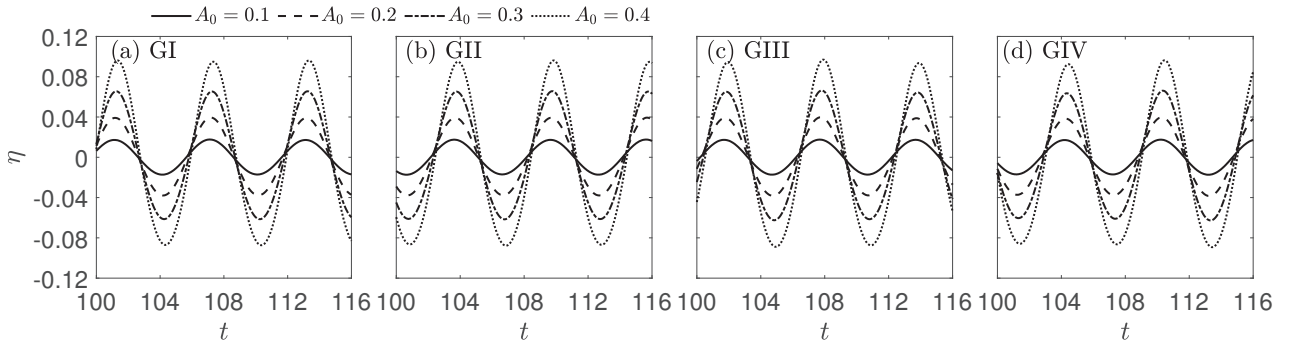 A₀ = 0.1 A₀ = 0.2 A₀ = 0.3 A₀ = 0.4
(a) GI (b) GII (c) GIII (d) GIV
0.12
0.08
0.04
0
-0.04
-0.08
-0.12
η
100 104 108 112 116 100 104 108 112 116 100 104 108 112 116 100 104 108 112 116
t t t t